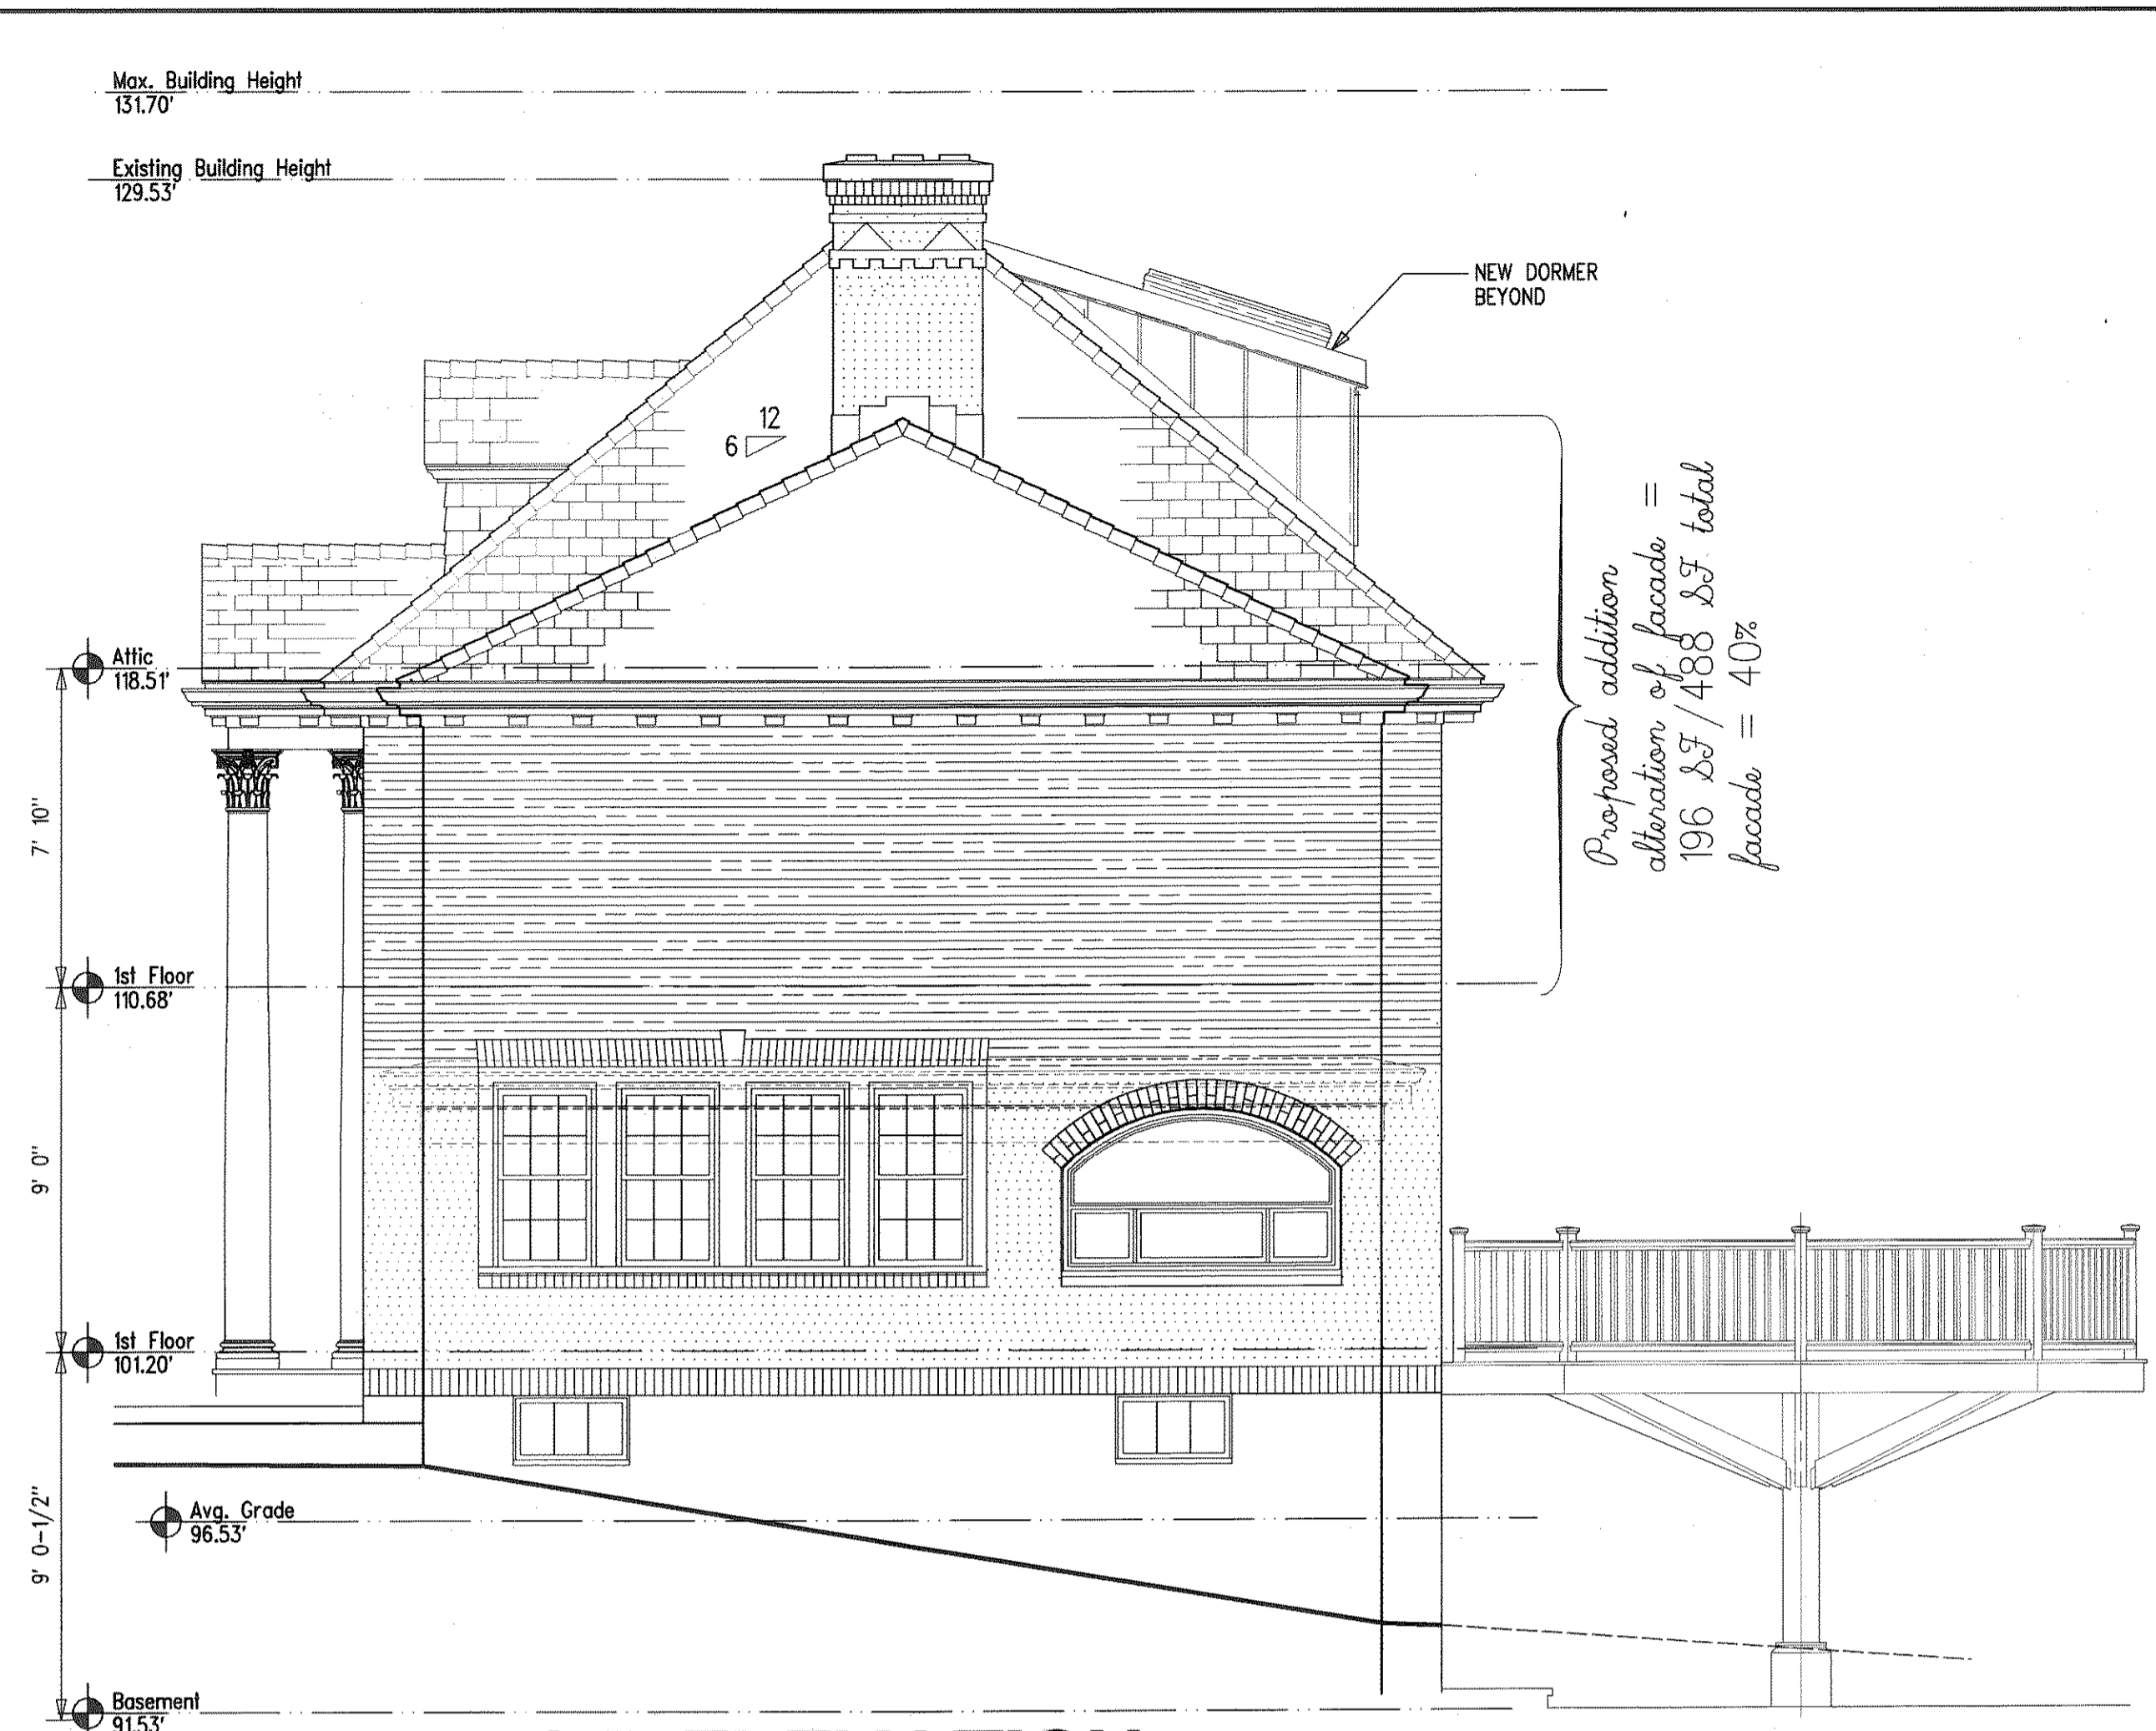 Max. Building Height
131.70'
Existing Building Height
129.53'
NEW DORMER
BEYOND
12
6
Attic
118.51'
Proposed addition
alteration of facade =
196 SF/488 SF total
facade = 40%
7' 10"
1st Floor
110.68'
9' 0"
1st Floor
101.20'
9' 0-1/2"
Avg. Grade
96.53'
Basement
91.53'